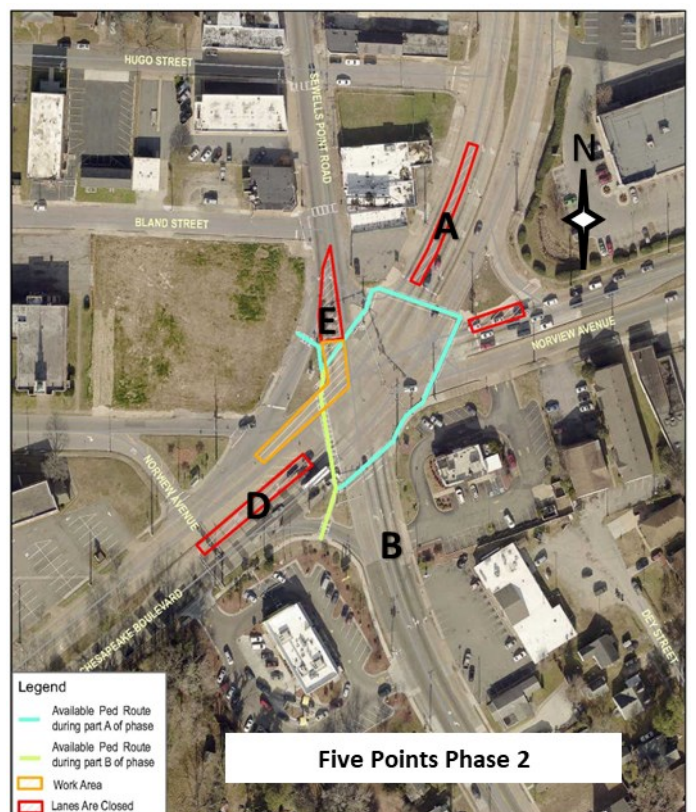 HUGO STREET
SEWELLS POINT ROAD
N
A
BLAND STREET
E
NORVIEW AVENUE
NORVIEW AVENUE
D
B
CHESAPEAKE BOULEVARD
DEY STREET
Legend
Available Ped Route
during part A of phase
Available Ped Route
during part B of phase
Work Area
Lanes Are Closed
Five Points Phase 2